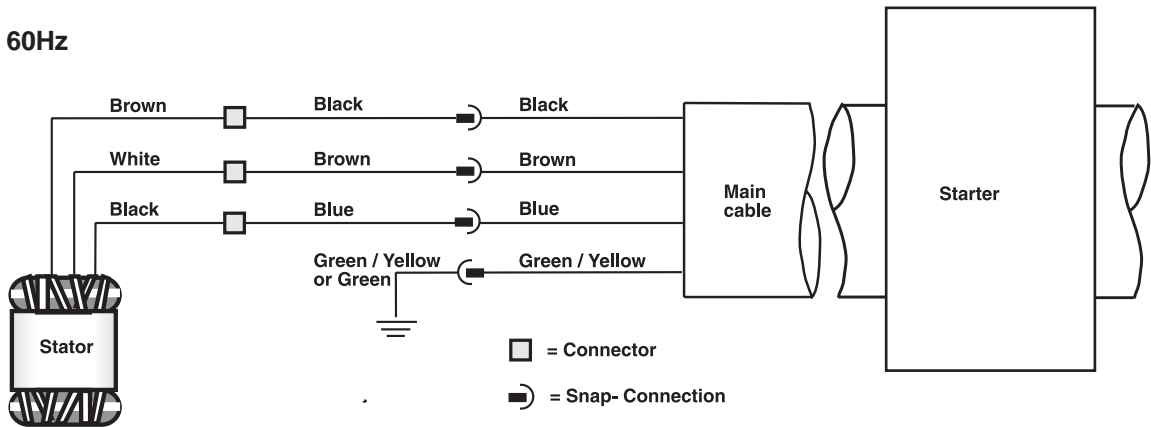 60Hz
Brown Black Black
White Brown Brown
Black Blue Blue
Green / Yellow Green / Yellow
or Green
Main
cable
Starter
Stator
= Connector
= Snap- Connection